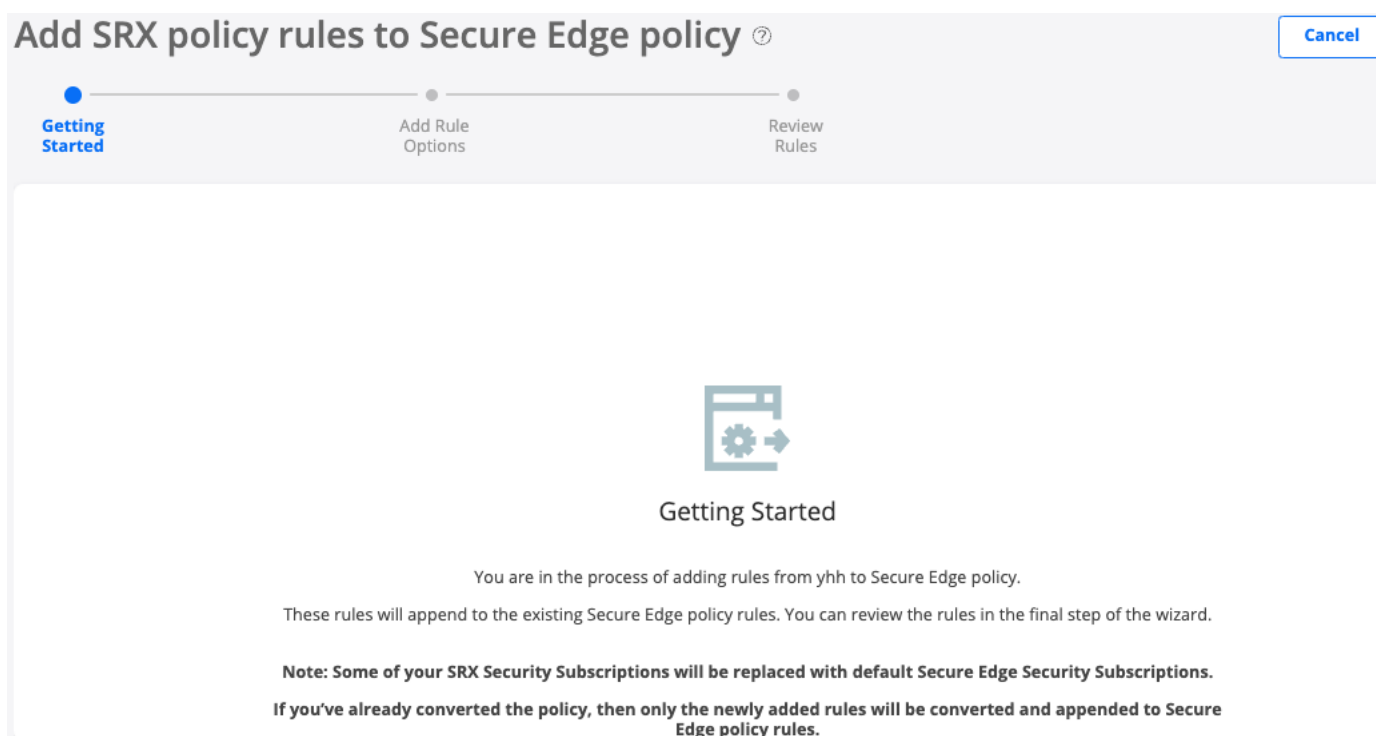 Add SRX policy rules to Secure Edge policy ?
Cancel
Getting
Started
Add Rule
Options
Review
Rules
Getting Started
You are in the process of adding rules from yhh to Secure Edge policy.
These rules will append to the existing Secure Edge policy rules. You can review the rules in the final step of the wizard.
Note: Some of your SRX Security Subscriptions will be replaced with default Secure Edge Security Subscriptions.
If you’ve already converted the policy, then only the newly added rules will be converted and appended to Secure
Edge policy rules.